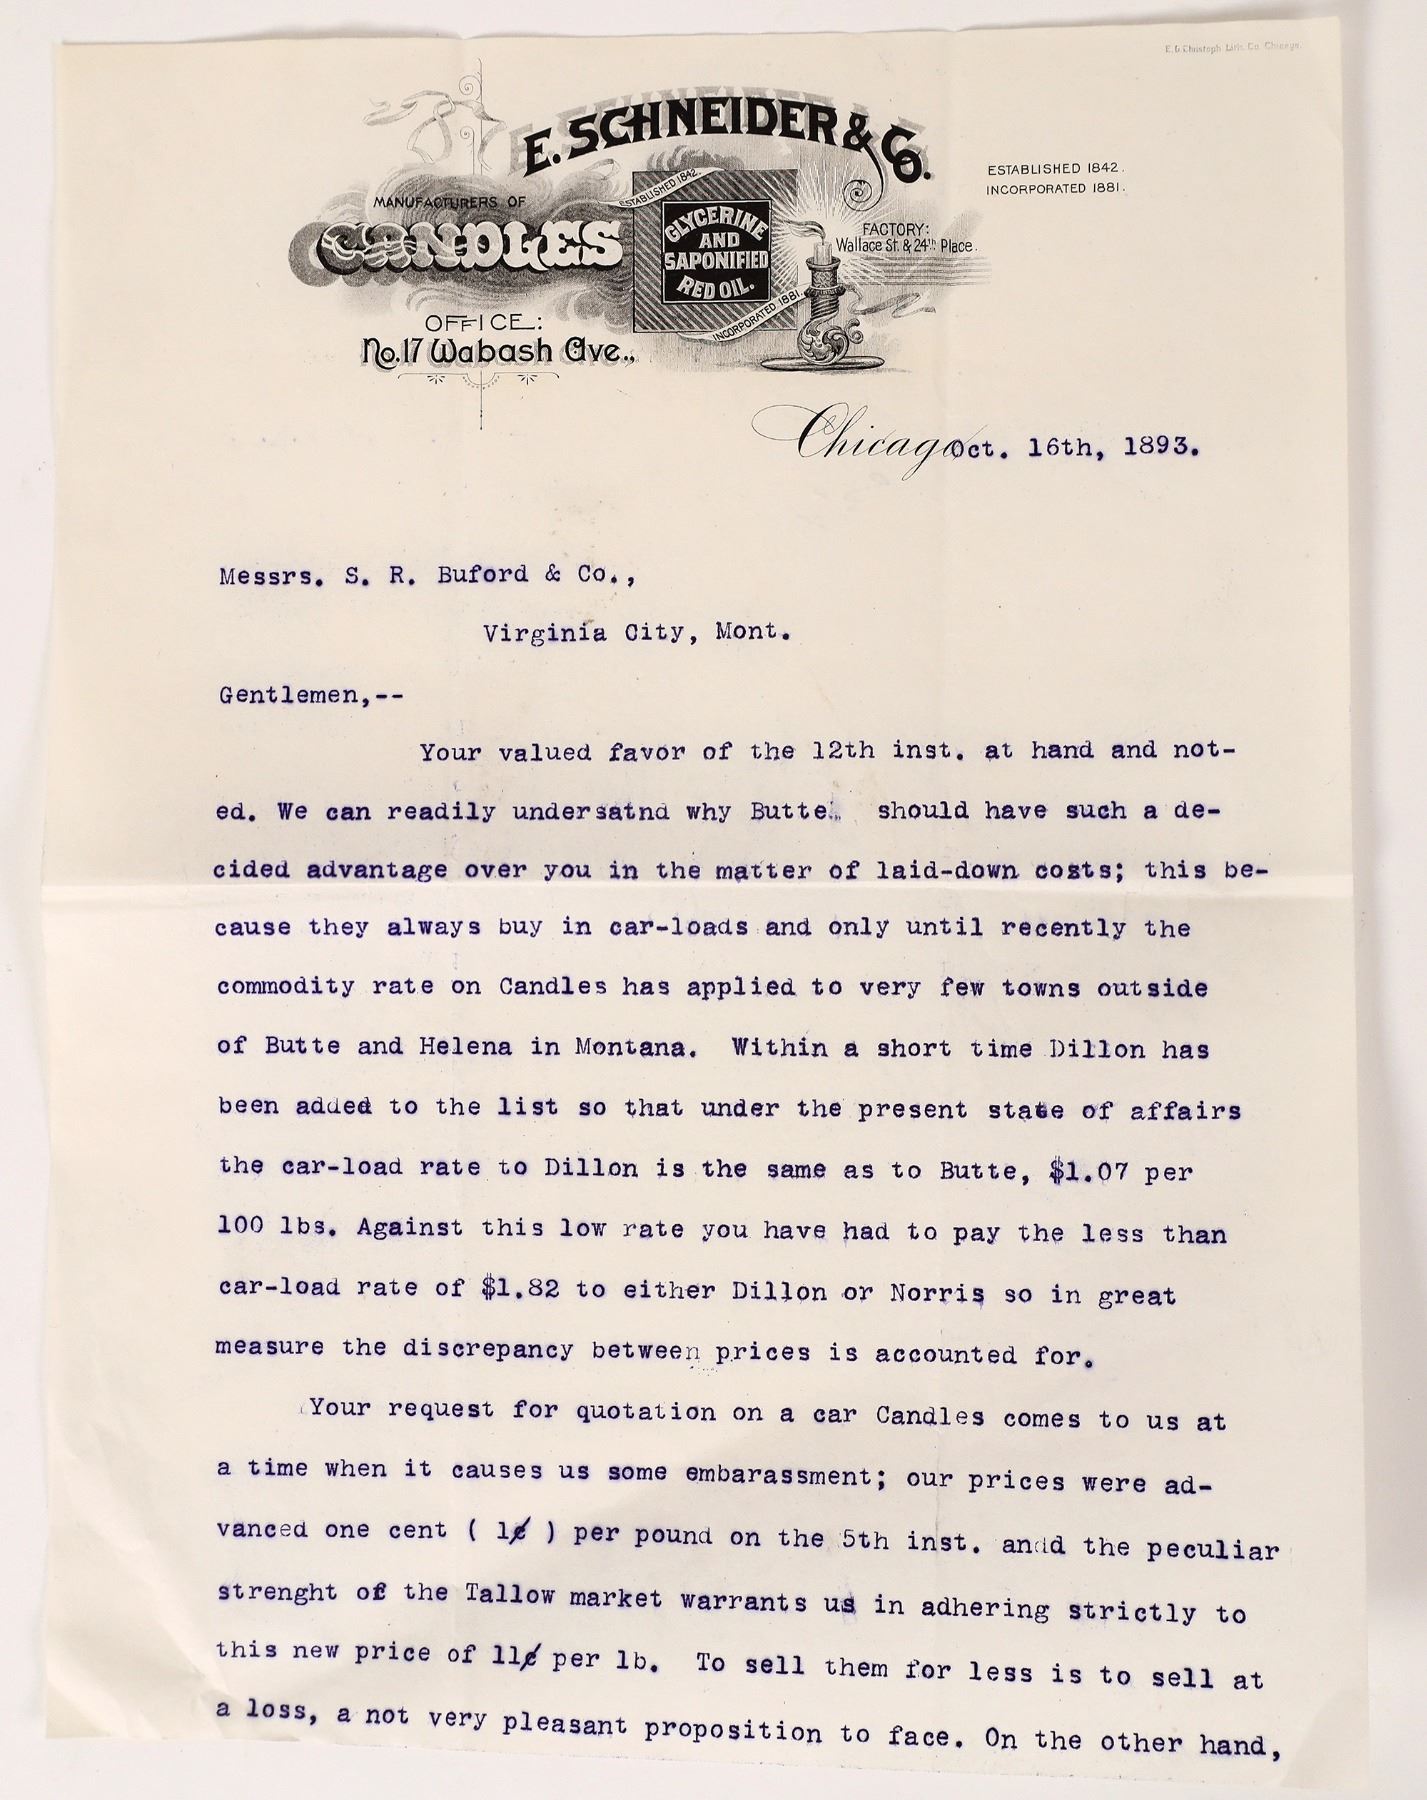 E. G. Christoph Lith. Co. Chicago.
E. SCHNEIDER & Co.
ESTABLISHED 1842.
INCORPORATED 1881.
MANUFACTURERS OF
CANDLES
ESTABLISHED 1842.
GLYCERINE
AND
SAPONIFIED
RED OIL.
INCORPORATED 1881.
FACTORY:
Wallace St. & 24th Place.
OFFICE:
No. 17 Wabash Ave.,
Chicago Oct. 16th, 1893.
Messrs. S. R. Buford & Co.,
Virginia City, Mont.
Gentlemen,--
Your valued favor of the 12th inst. at hand and not-
ed. We can readily undersatnd why Butte should have such a de-
cided advantage over you in the matter of laid-down costs; this be-
cause they always buy in car-loads and only until recently the
commodity rate on Candles has applied to very few towns outside
of Butte and Helena in Montana. Within a short time Dillon has
been added to the list so that under the present state of affairs
the car-load rate to Dillon is the same as to Butte, $1.07 per
100 lbs. Against this low rate you have had to pay the less than
car-load rate of $1.82 to either Dillon or Norris so in great
measure the discrepancy between prices is accounted for.
Your request for quotation on a car Candles comes to us at
a time when it causes us some embarassment; our prices were ad-
vanced one cent ( 1¢ ) per pound on the 5th inst. andd the peculiar
strenght of the Tallow market warrants us in adhering strictly to
this new price of 11¢ per lb. To sell them for less is to sell at
a loss, a not very pleasant proposition to face. On the other hand,